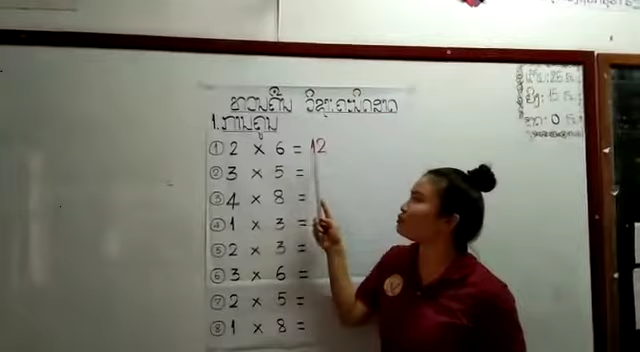 ທວນຄືນ ວິຊາຄະນິດສາດ
1.ການຄູນ
① 2 x 6 = 12
② 3 x 5 =
③ 4 x 8 =
④ 1 x 3 =
⑤ 2 x 3 =
⑥ 3 x 6 =
⑦ 2 x 5 =
⑧ 1 x 8 =